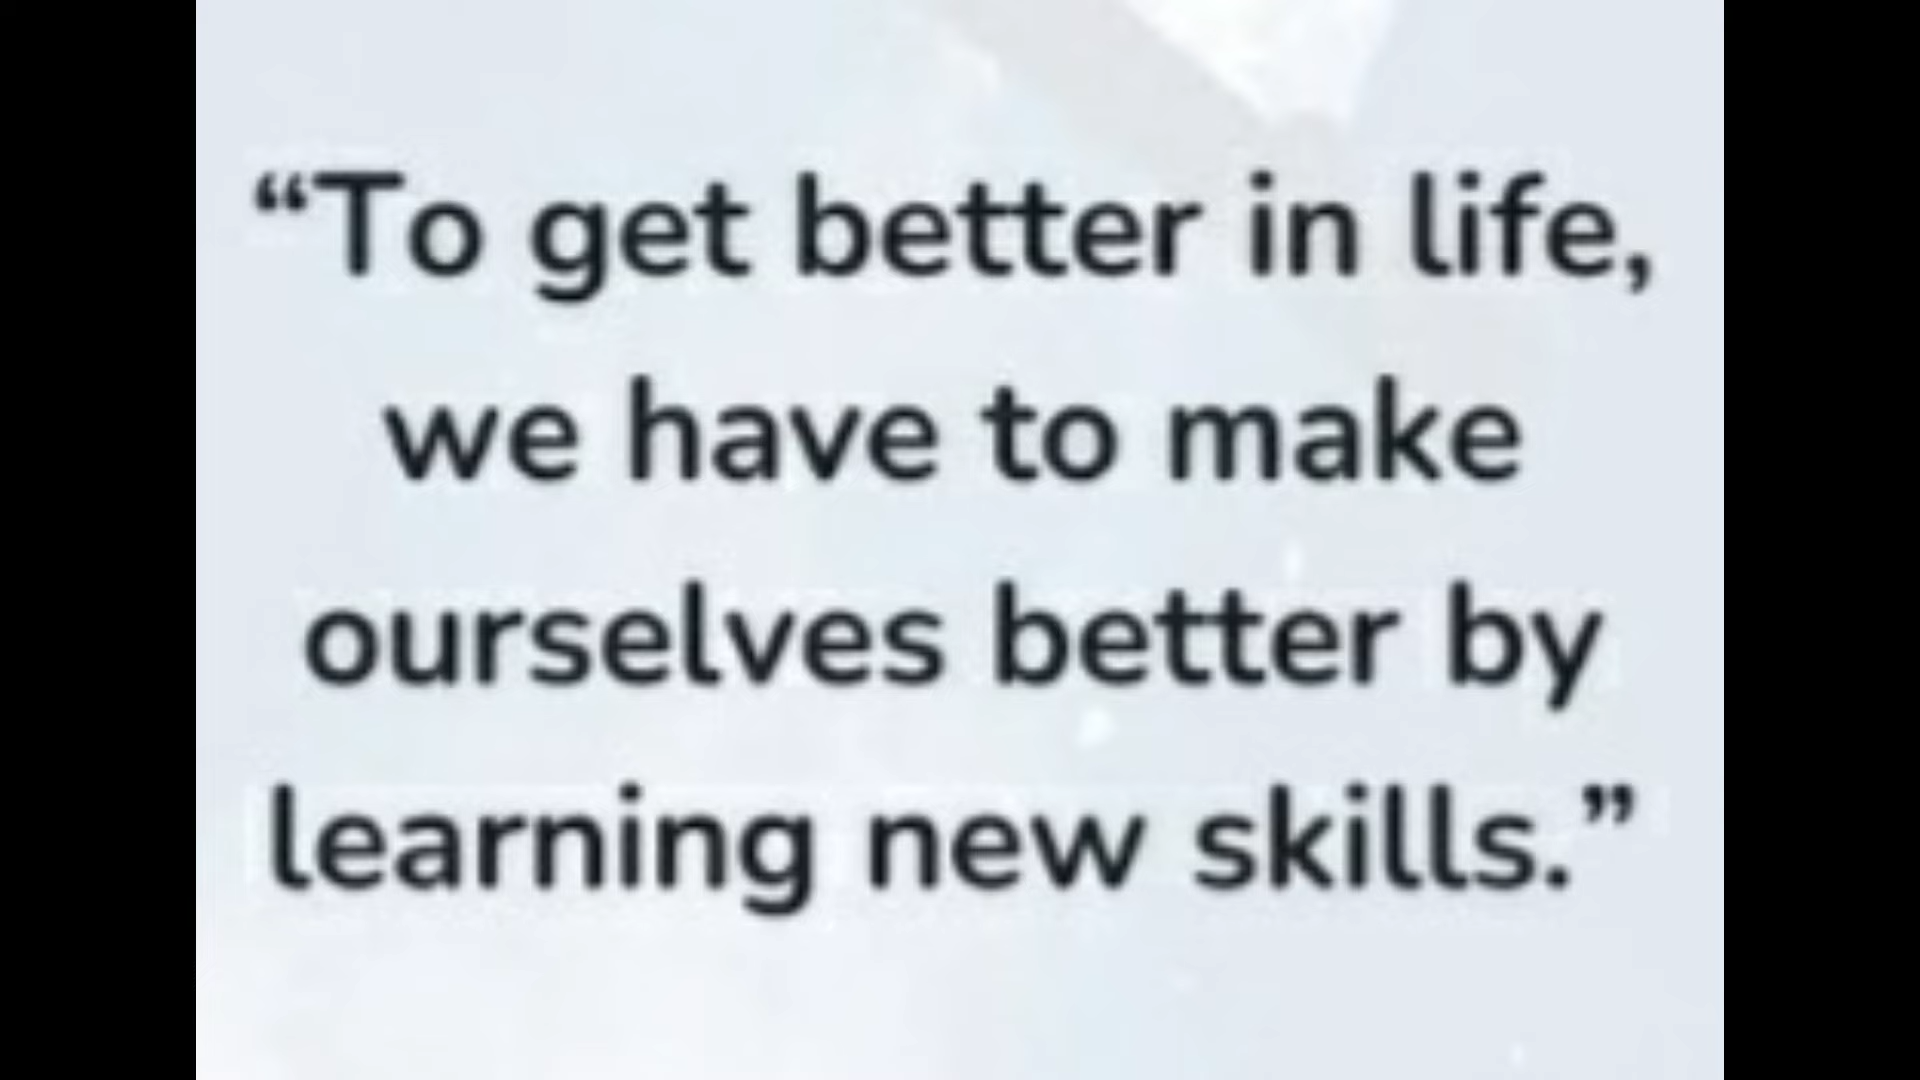 “To get better in life,
we have to make
ourselves better by
learning new skills.”